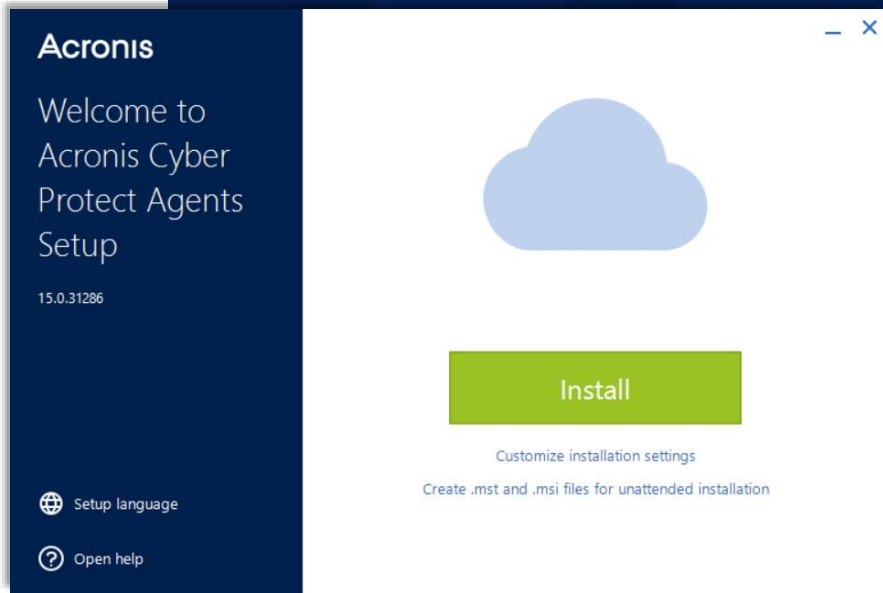 Acronis
Welcome to
Acronis Cyber
Protect Agents
Setup
15.0.31286
Install
Customize installation settings
Create .mst and .msi files for unattended installation
Setup language
Open help